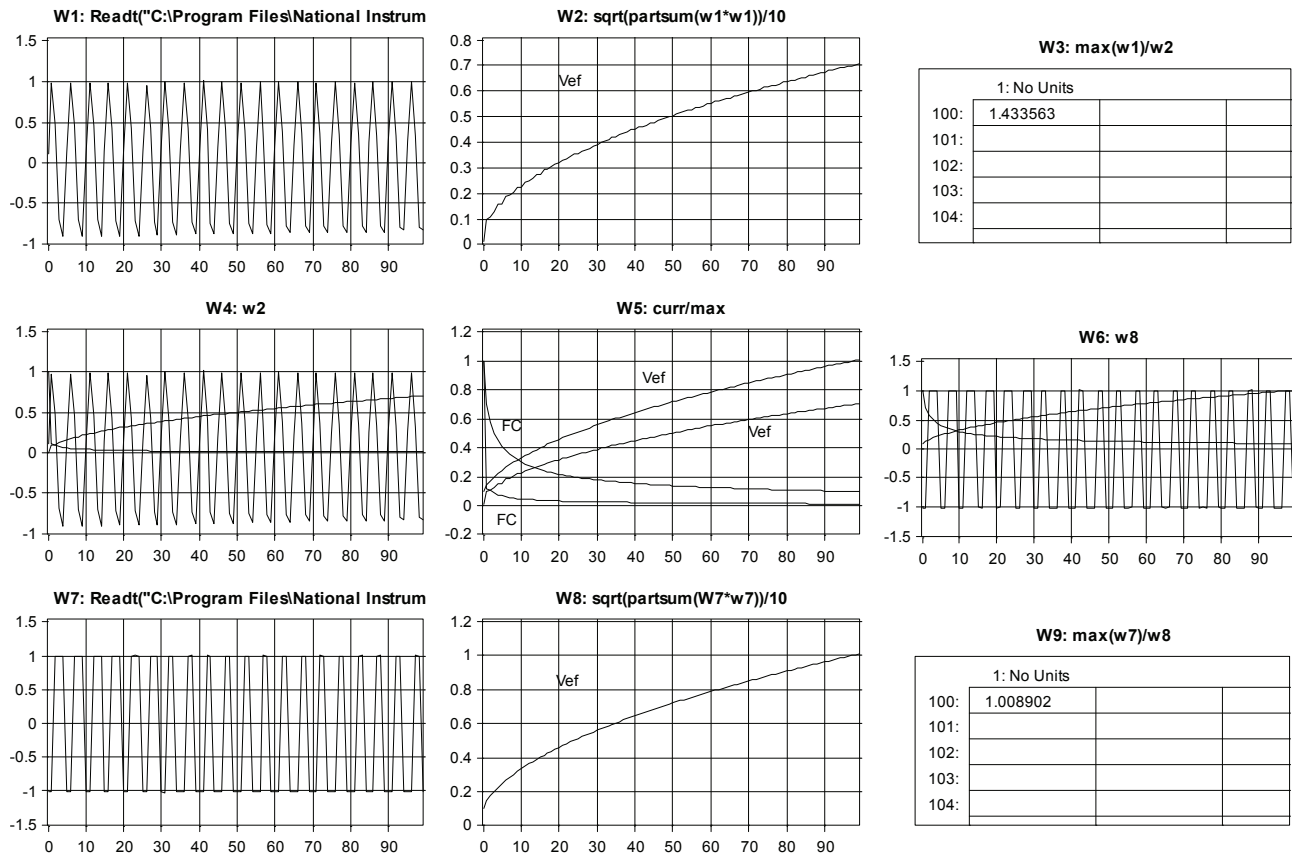 W1: Readt("C:\Program Files\National Instrum
1.5
1
0.5
0
-0.5
-1
0 10 20 30 40 50 60 70 80 90
W2: sqrt(partsum(w1*w1))/10
0.8
0.7
0.6
0.5
0.4
0.3
0.2
0.1
0
Vef
0 10 20 30 40 50 60 70 80 90
W3: max(w1)/w2
1: No Units
100: 1.433563
101:
102:
103:
104:
W4: w2
1.5
1
0.5
0
-0.5
-1
0 10 20 30 40 50 60 70 80 90
W5: curr/max
1.2
1
0.8
0.6
0.4
0.2
0
-0.2
Vef
FC
Vef
FC
0 10 20 30 40 50 60 70 80 90
W6: w8
1.5
1
0.5
0
-0.5
-1
-1.5
0 10 20 30 40 50 60 70 80 90
W7: Readt("C:\Program Files\National Instrum
1.5
1
0.5
0
-0.5
-1
-1.5
0 10 20 30 40 50 60 70 80 90
W8: sqrt(partsum(W7*w7))/10
1.2
1
0.8
0.6
0.4
0.2
0
Vef
0 10 20 30 40 50 60 70 80 90
W9: max(w7)/w8
1: No Units
100: 1.008902
101:
102:
103:
104: